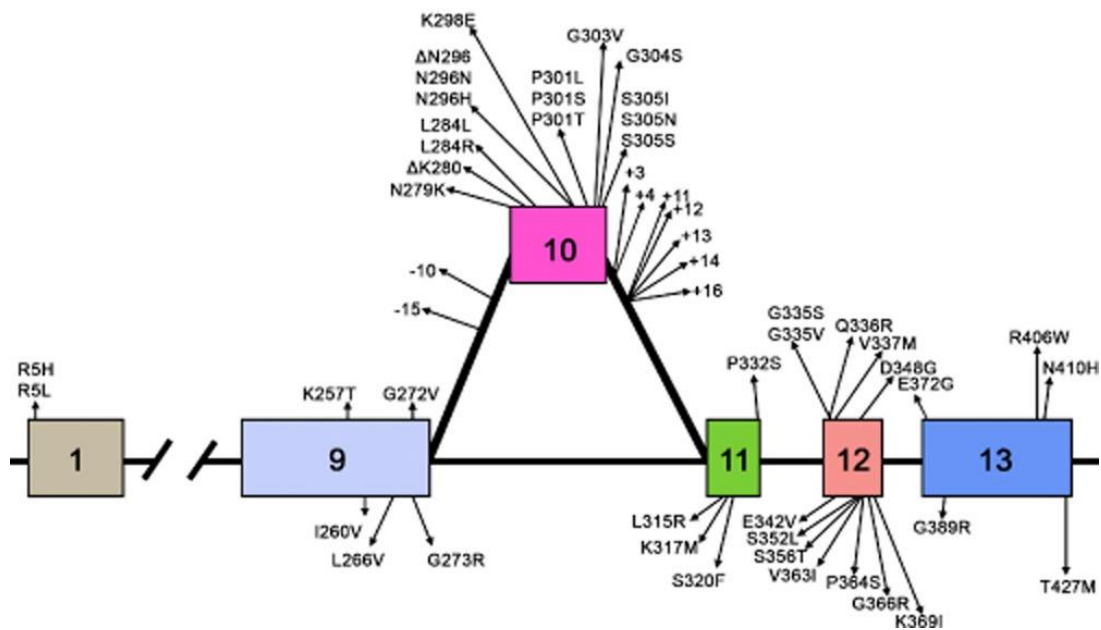 K298E
G303V
G304S
ΔN296
N296N
N296H
P301L
P301S
P301T
S305I
S305N
S305S
L284L
L284R
ΔK280
N279K
+3
+4
+11
+12
+13
+14
+16
10
-10
-15
G335S
G335V
Q336R
V337M
D348G
E372G
R406W
N410H
P332S
R5H
R5L
K257T
G272V
1
9
11
12
13
I260V
L266V
G273R
L315R
K317M
S320F
E342V
S352L
S356T
V363I
P364S
G366R
K369I
G389R
T427M